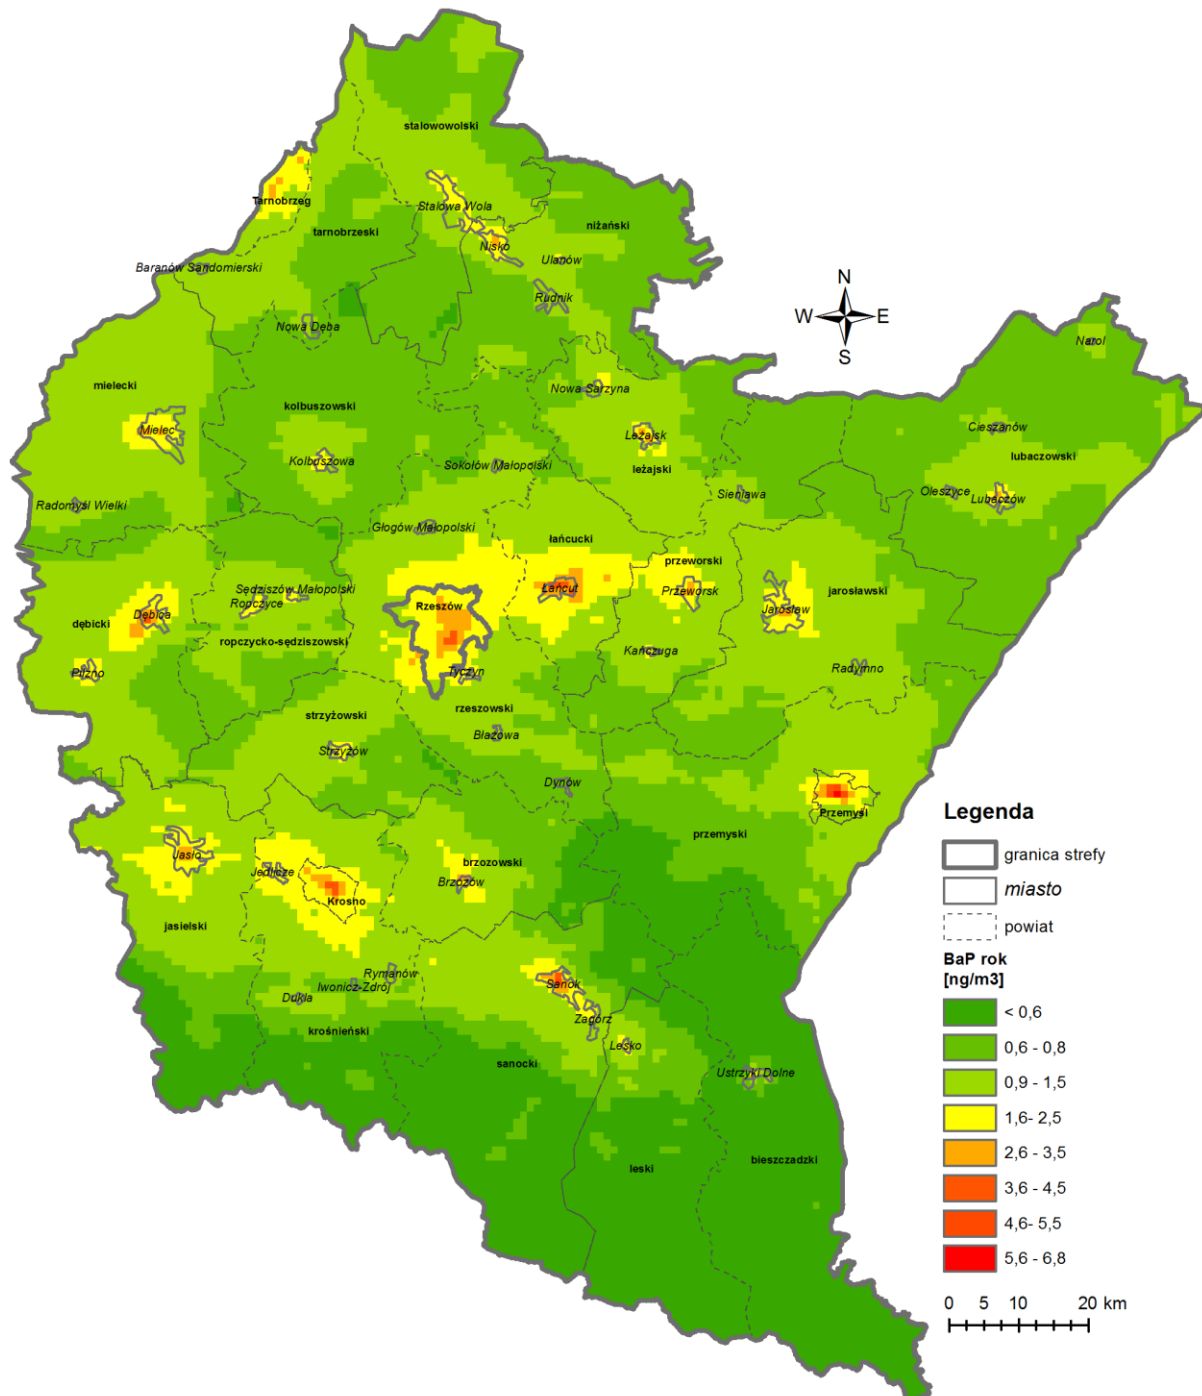 stalowowolski
Tarnobrzeg
Stalowa Wola
tarnobrzeski
niżański
Nisko
Ulanów
Baranów Sandomierski
Rudnik
N
W
E
S
Nowa Dęba
Narol
mielecki
Nowa Sarzyna
kolbuszowski
Mielec
Leżajsk
Cieszanów
Kolbuszowa
Sokołów Małopolski
leżajski
lubaczowski
Radomyśl Wielki
Sieniawa
Oleszyce
Lubaczów
Głogów Małopolski
łańcucki
przeworski
Sędziszów Małopolski
Łańcut
Przeworsk
jarosławski
Ropczyce
Rzeszów
Jarosław
Dębica
dębicki
ropczycko-sędziszowski
Kańczuga
Pilzno
Tyczyn
Radymno
strzyżowski
rzeszowski
Błażowa
Strzyżów
Dynów
Przemyśl
przemyski
Jasło
Jedlicze
brzozowski
Brzozów
Krosno
jasielski
Rymanów
Iwonicz-Zdrój
Sanok
Dukla
Zagórz
krośnieński
Lesko
sanocki
Ustrzyki Dolne
leski
bieszczadzki
Legenda
granica strefy
miasto
powiat
BaP rok
[ng/m3]
< 0,6
0,6 - 0,8
0,9 - 1,5
1,6- 2,5
2,6 - 3,5
3,6 - 4,5
4,6- 5,5
5,6 - 6,8
0 5 10 20 km